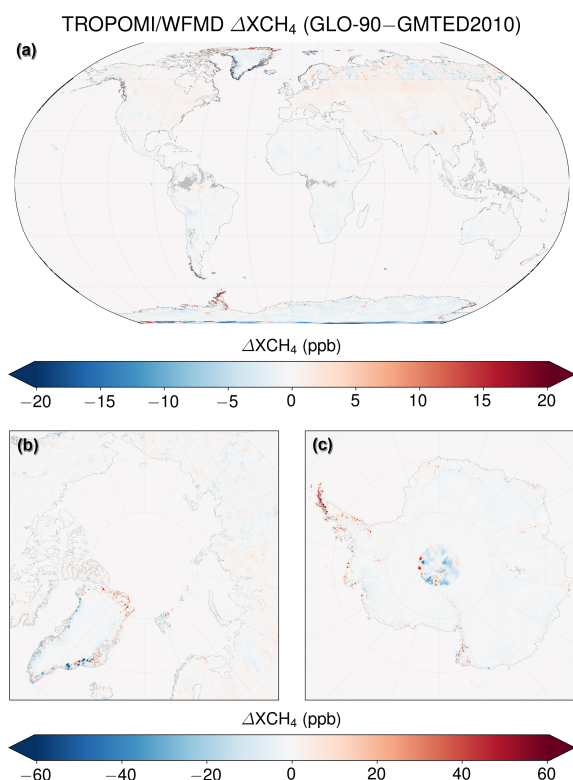 TROPOMI/WFMD ΔXCH₄ (GLO-90−GMTED2010)
(a)
ΔXCH₄ (ppb)
−20 −15 −10 −5 0 5 10 15 20
(b) (c)
ΔXCH₄ (ppb)
−60 −40 −20 0 20 40 60